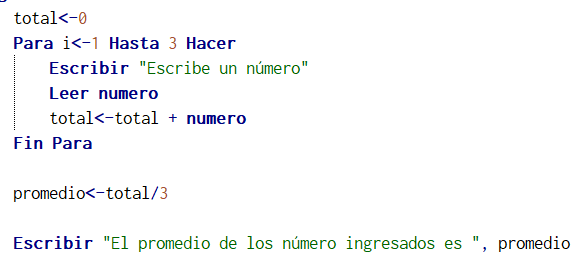 total<-0
Para i<-1 Hasta 3 Hacer
Escribir "Escribe un número"
Leer numero
total<-total + numero
Fin Para
promedio<-total/3
Escribir "El promedio de los número ingresados es ", promedio